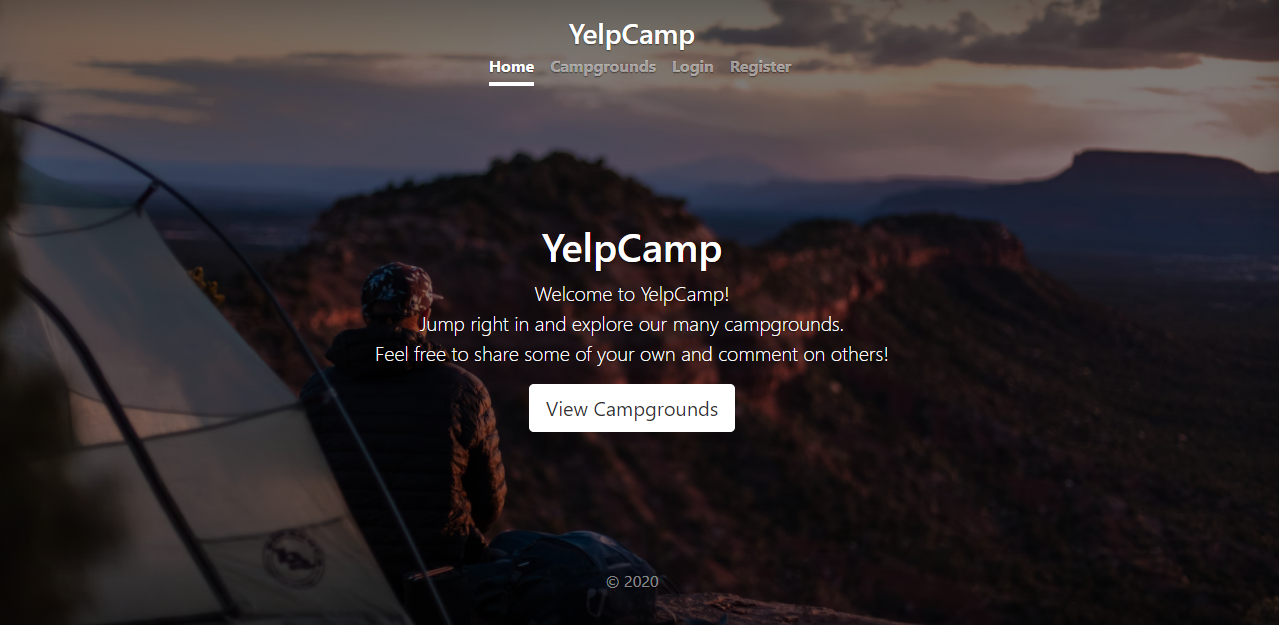 YelpCamp
Home Campgrounds Login Register
YelpCamp
Welcome to YelpCamp!
Jump right in and explore our many campgrounds.
Feel free to share some of your own and comment on others!
View Campgrounds
© 2020